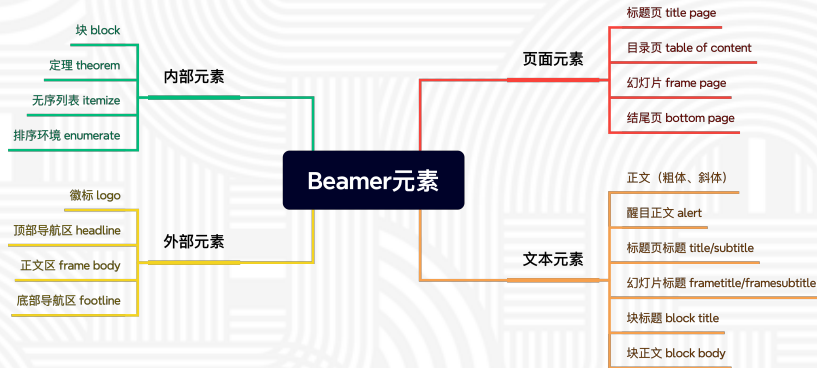 Beamer元素
内部元素
块 block
定理 theorem
无序列表 itemize
排序环境 enumerate
外部元素
徽标 logo
顶部导航区 headline
正文区 frame body
底部导航区 footline
页面元素
标题页 title page
目录页 table of content
幻灯片 frame page
结尾页 bottom page
文本元素
正文（粗体、斜体）
醒目正文 alert
标题页标题 title/subtitle
幻灯片标题 frametitle/framesubtitle
块标题 block title
块正文 block body